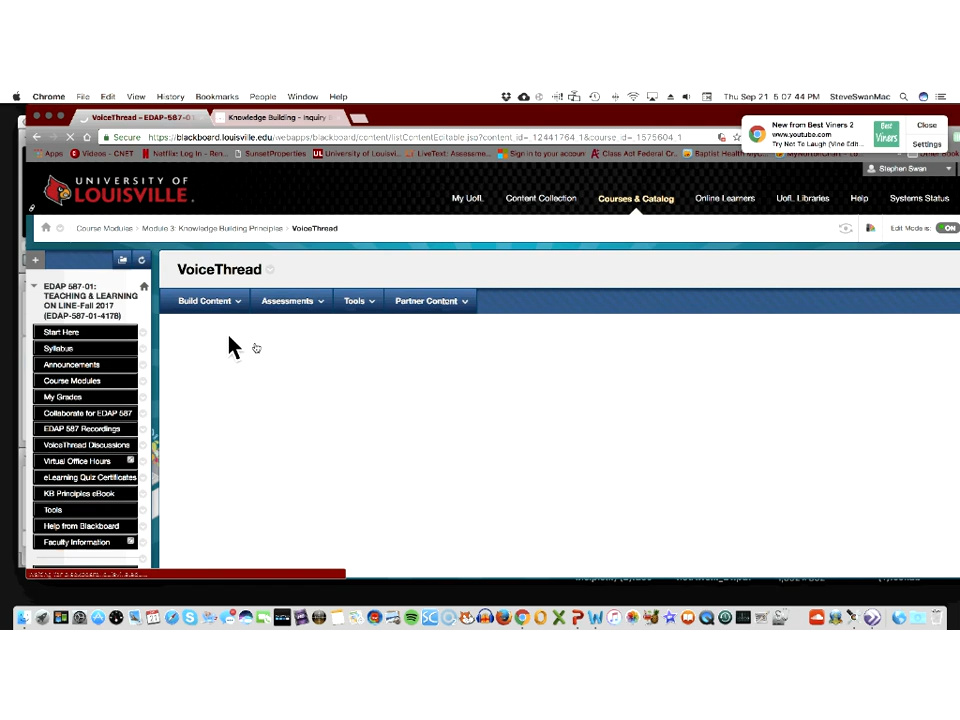 Chrome File Edit View History Bookmarks People Window Help Thu Sep 21 5:07:44 PM SteveSwanMac
VoiceThread – EDAP-587-01: Knowledge Building - Inquiry
Secure https://blackboard.louisville.edu/webapps/blackboard/content/listContentEditable.jsp?content_id=_12441764_1&course_id=_1575604_1
New from Best Viners 2
www.youtube.com
Try Not To Laugh (Vine Edit...
Best Viners
Close
Settings
Apps Videos - CNET Netflix: Log In - Ren... SunsetProperties University of Louisvi... LiveText: Assessme... Sign in to your account Class Act Federal Cr...
Stephen Swan
UNIVERSITY OF
LOUISVILLE.
My UofL Content Collection Courses & Catalog Online Learners UofL Libraries Help Systems Status
Course Modules Module 3: Knowledge Building Principles VoiceThread Edit Mode is: ON
VoiceThread
Build Content Assessments Tools Partner Content
EDAP 587-01:
TEACHING & LEARNING
ON LINE-Fall 2017
(EDAP-587-01-4178)
Start Here
Syllabus
Announcements
Course Modules
My Grades
Collaborate for EDAP 587
EDAP 587 Recordings
VoiceThread Discussions
Virtual Office Hours
eLearning Quiz Certificates
KB Principles eBook
Tools
Help from Blackboard
Faculty Information